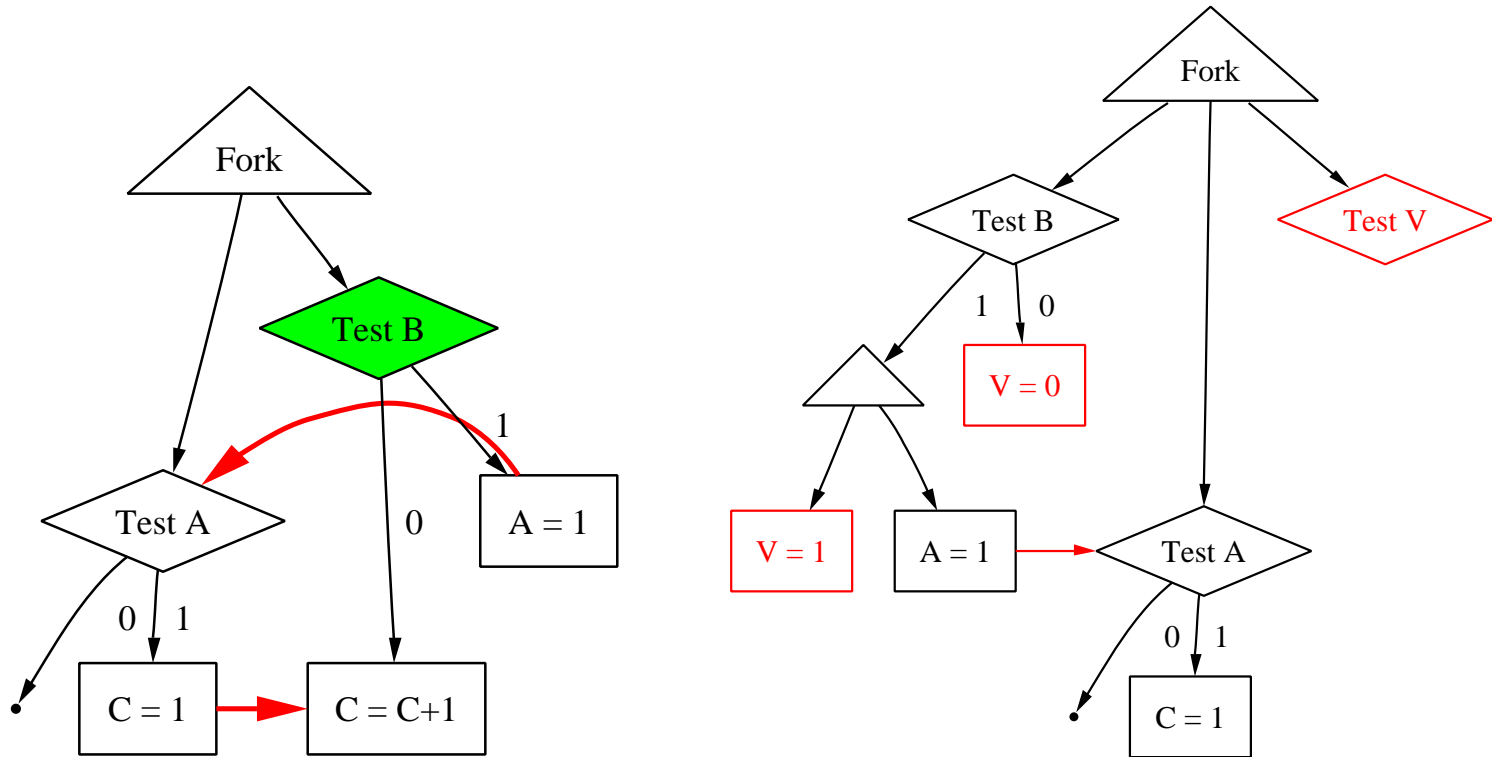 Fork
Test B
1
0
A = 1
Test A
0
1
C = 1
C = C+1
Fork
Test B
Test V
1
0
V = 0
V = 1
A = 1
Test A
0
1
C = 1